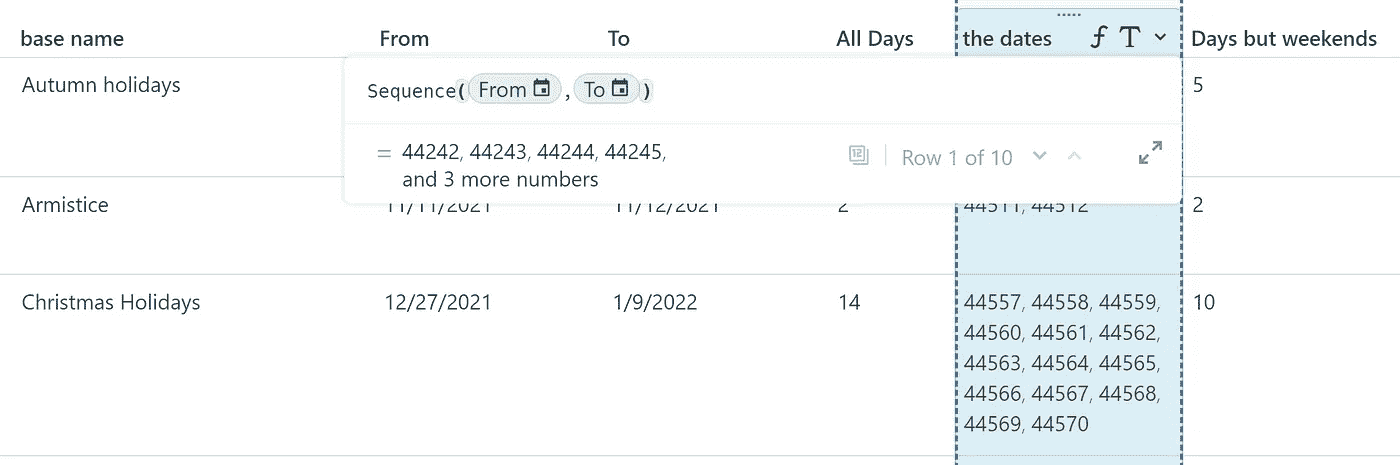 base name From To All Days the dates Days but weekends
Autumn holidays 5
Sequence( From , To )
= 44242, 44243, 44244, 44245,
and 3 more numbers
Row 1 of 10
Armistice 11/11/2021 11/12/2021 2 44511, 44512 2
Christmas Holidays 12/27/2021 1/9/2022 14 44557, 44558, 44559, 10
44560, 44561, 44562,
44563, 44564, 44565,
44566, 44567, 44568,
44569, 44570